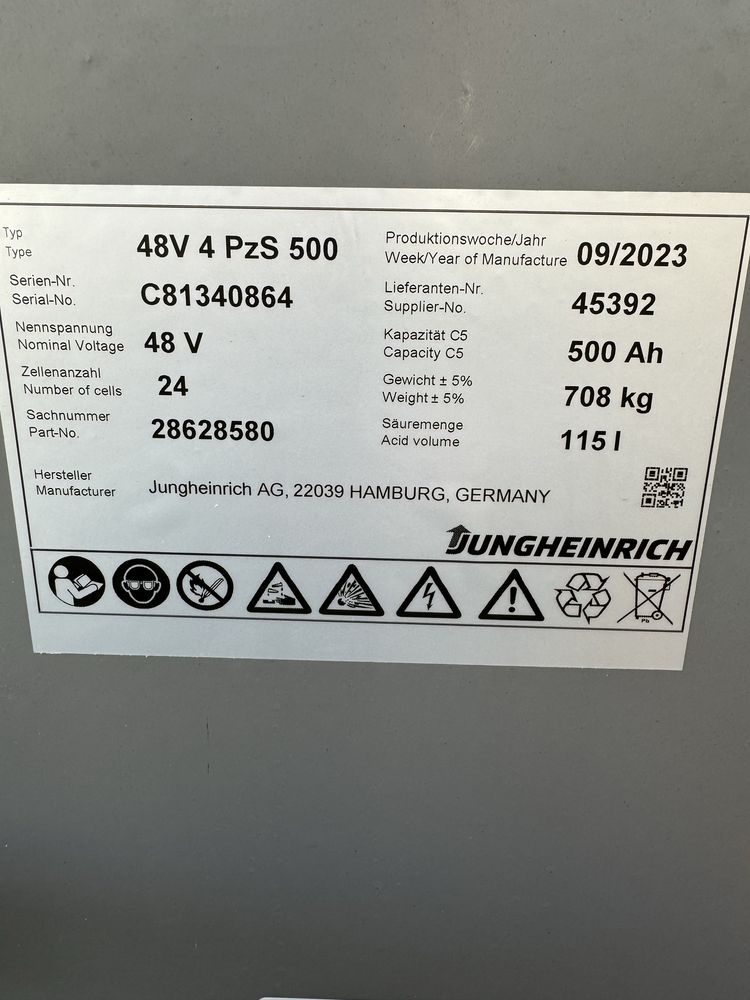 Typ
Type
48V 4 PzS 500
Produktionswoche/Jahr
Week/Year of Manufacture
09/2023
Serien-Nr.
Serial-No.
C81340864
Lieferanten-Nr.
Supplier-No.
45392
Nennspannung
Nominal Voltage
48 V
Kapazität C5
Capacity C5
500 Ah
Zellenanzahl
Number of cells
24
Gewicht ± 5%
Weight ± 5%
708 kg
Sachnummer
Part-No.
28628580
Säuremenge
Acid volume
115 l
Hersteller
Manufacturer
Jungheinrich AG, 22039 HAMBURG, GERMANY
JUNGHEINRICH
Pb